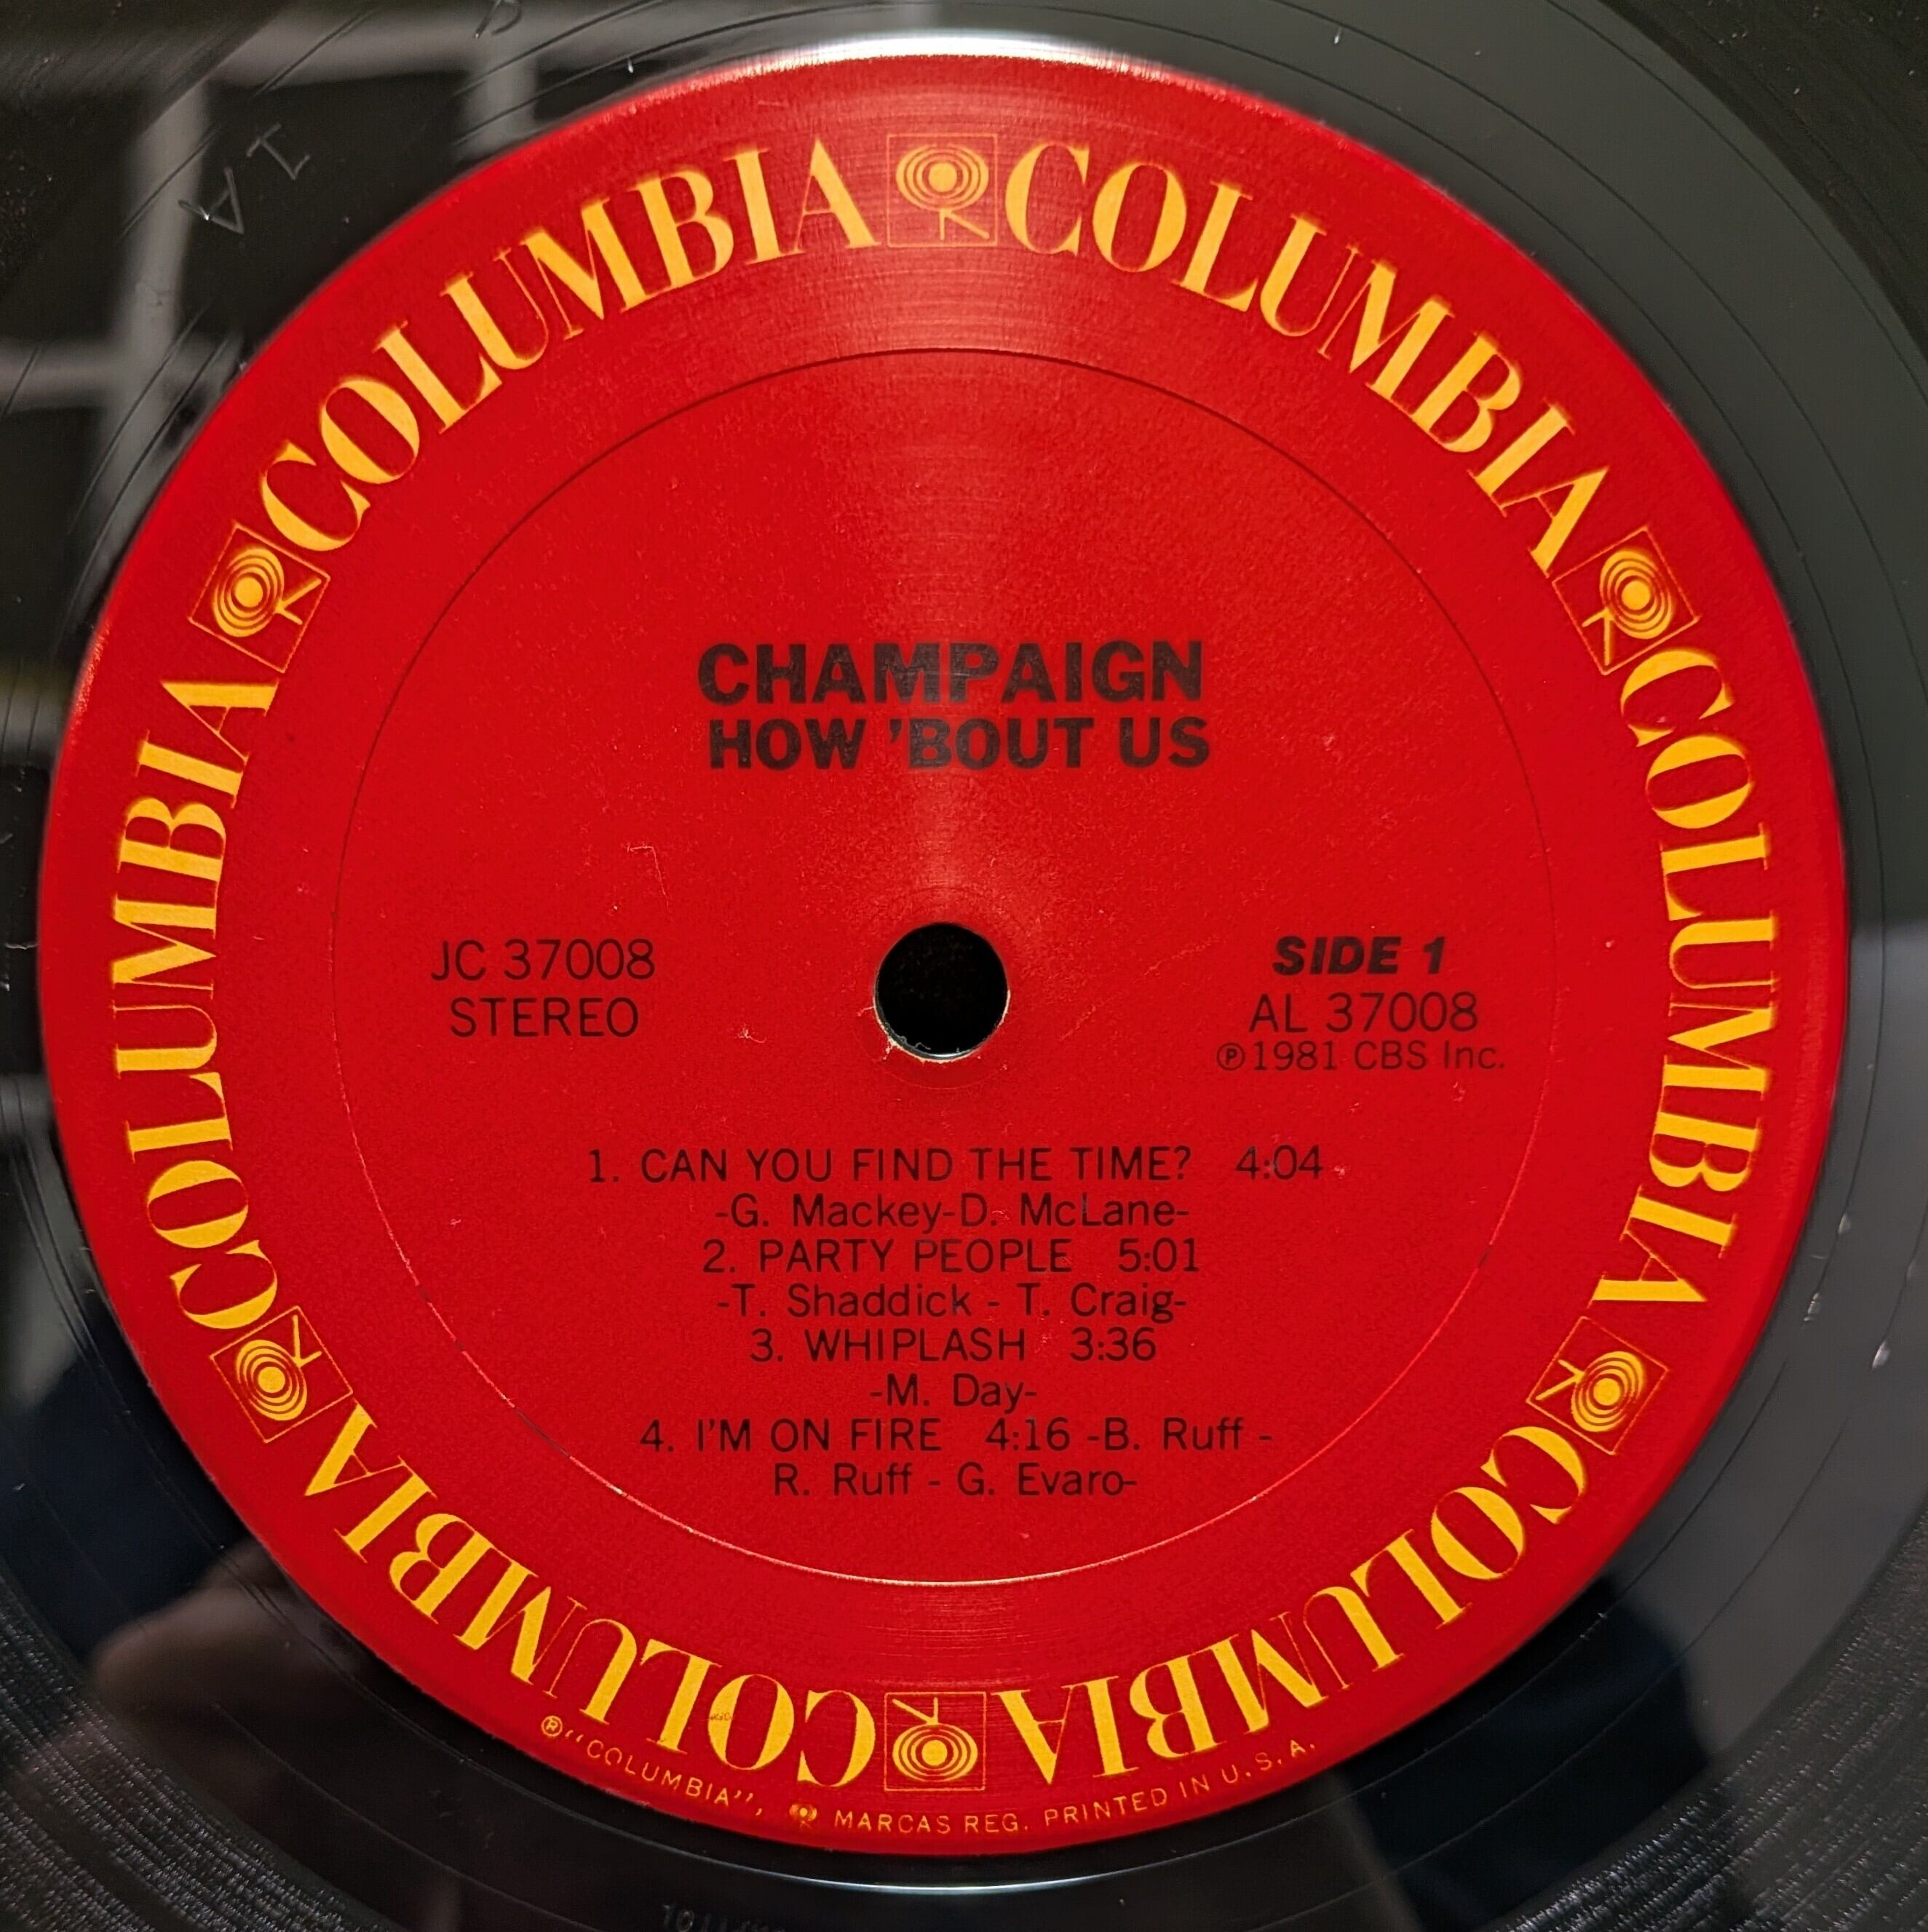 COLUMBIA COLUMBIA COLUMBIA COLUMBIA COLUMBIA COLUMBIA
CHAMPAIGN
HOW 'BOUT US
JC 37008
STEREO
SIDE 1
AL 37008
℗1981 CBS Inc.
1. CAN YOU FIND THE TIME? 4:04
-G. Mackey-D. McLane-
2. PARTY PEOPLE 5:01
-T. Shaddick - T. Craig-
3. WHIPLASH 3:36
-M. Day-
4. I'M ON FIRE 4:16 -B. Ruff -
R. Ruff - G. Evaro-
®"COLUMBIA", MARCAS REG. PRINTED IN U.S.A.